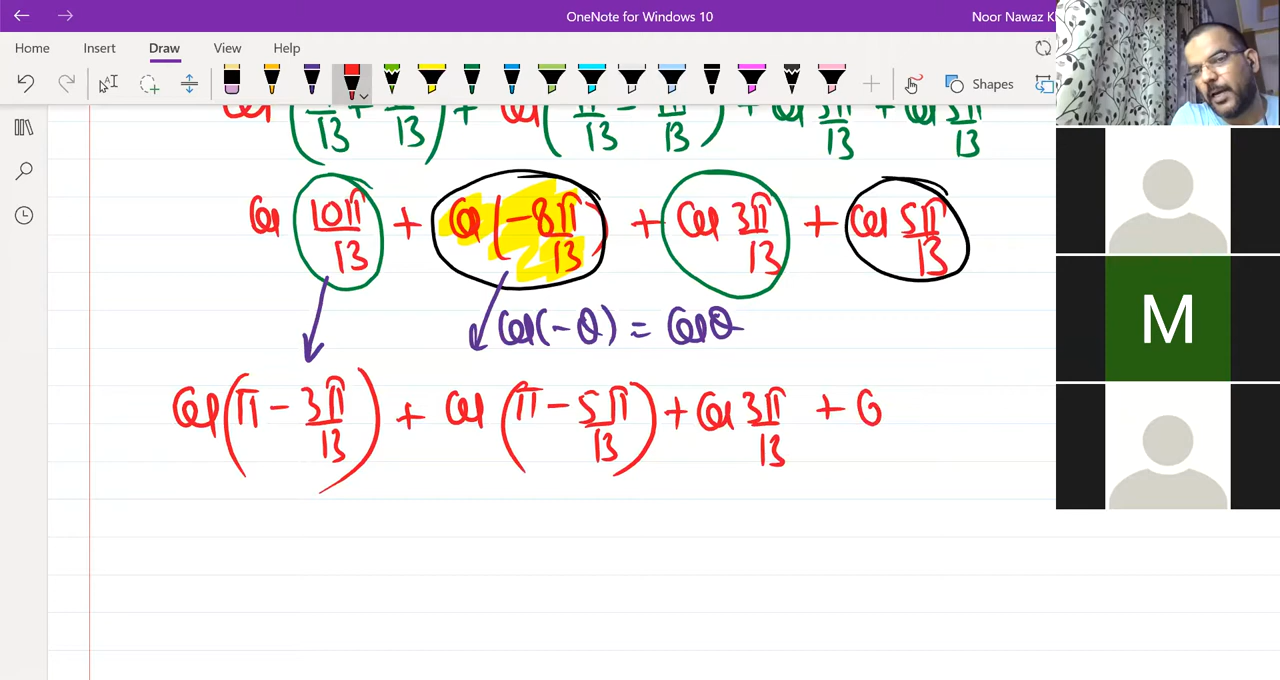 OneNote for Windows 10
Noor Nawaz K
Home Insert Draw View Help
Shapes
Cos 10π/13 + Cos(-8π/13) + Cos 3π/13 + Cos 5π/13
Cos(-θ) = Cosθ
Cos(π - 3π/13) + Cos(π - 5π/13) + Cos 3π/13 + C
M